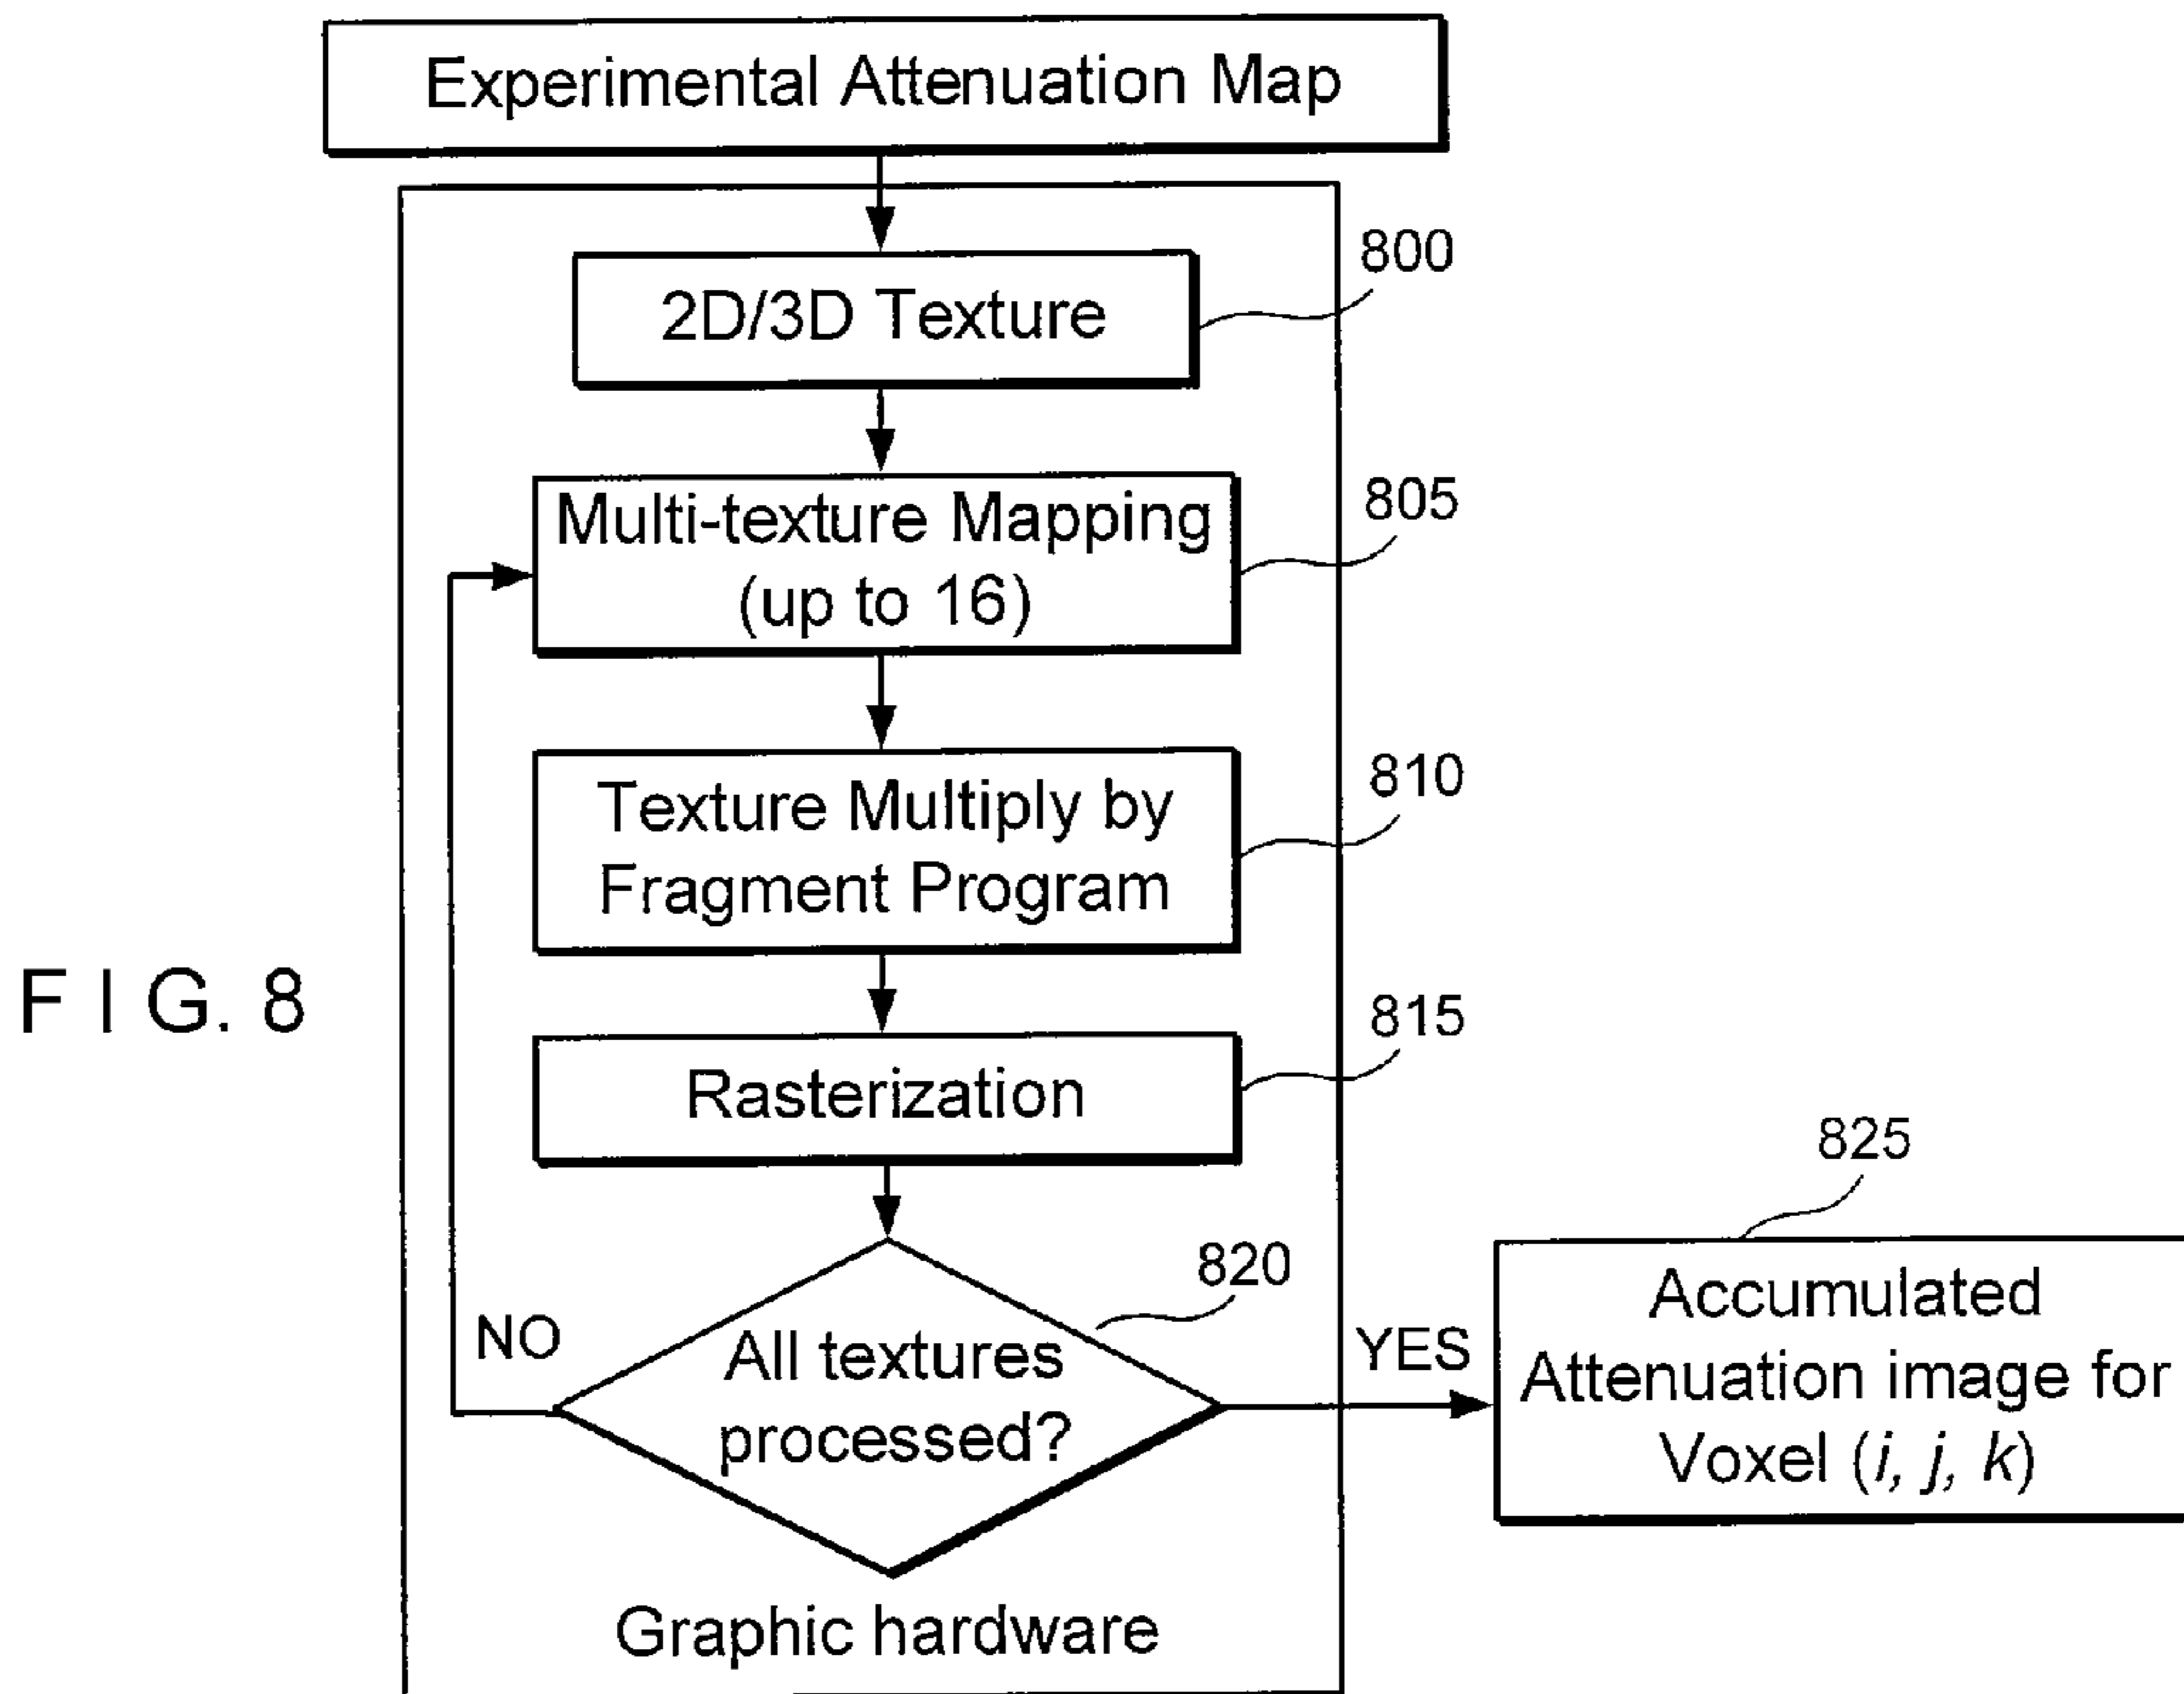 Experimental Attenuation Map
800
2D/3D Texture
805
Multi-texture Mapping
(up to 16)
810
Texture Multiply by
Fragment Program
FIG. 8
815
Rasterization
825
820
NO
All textures
processed?
YES
Accumulated
Attenuation image for
Voxel (i, j, k)
Graphic hardware